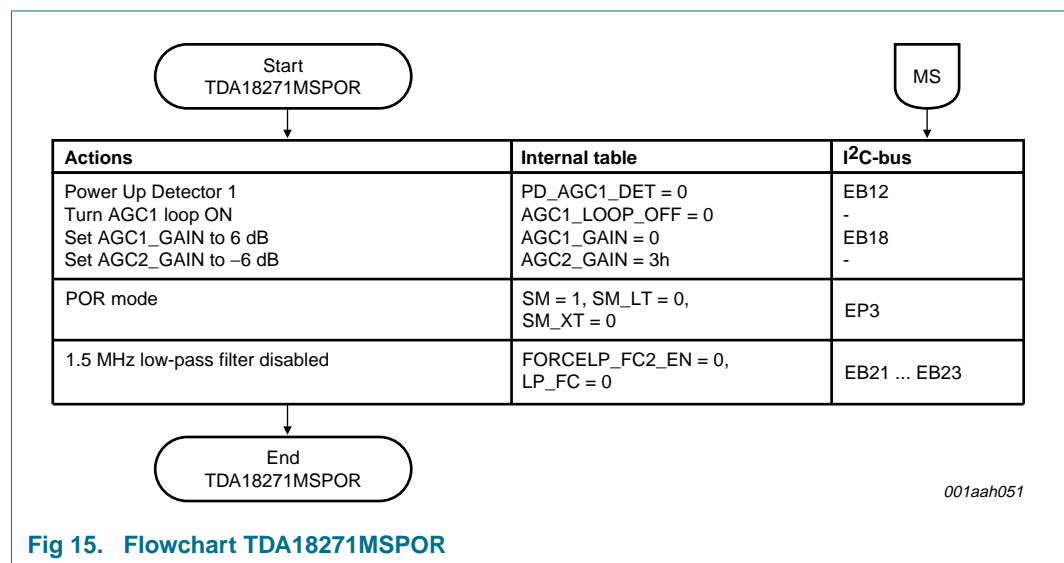 Start
TDA18271MSPOR
MS
Actions
Internal table
I2C-bus
Power Up Detector 1
PD_AGC1_DET = 0
EB12
Turn AGC1 loop ON
AGC1_LOOP_OFF = 0
-
Set AGC1_GAIN to 6 dB
AGC1_GAIN = 0
EB18
Set AGC2_GAIN to −6 dB
AGC2_GAIN = 3h
-
POR mode
SM = 1, SM_LT = 0,
SM_XT = 0
EP3
1.5 MHz low-pass filter disabled
FORCELP_FC2_EN = 0,
LP_FC = 0
EB21 ... EB23
End
TDA18271MSPOR
001aah051
Fig 15. Flowchart TDA18271MSPOR